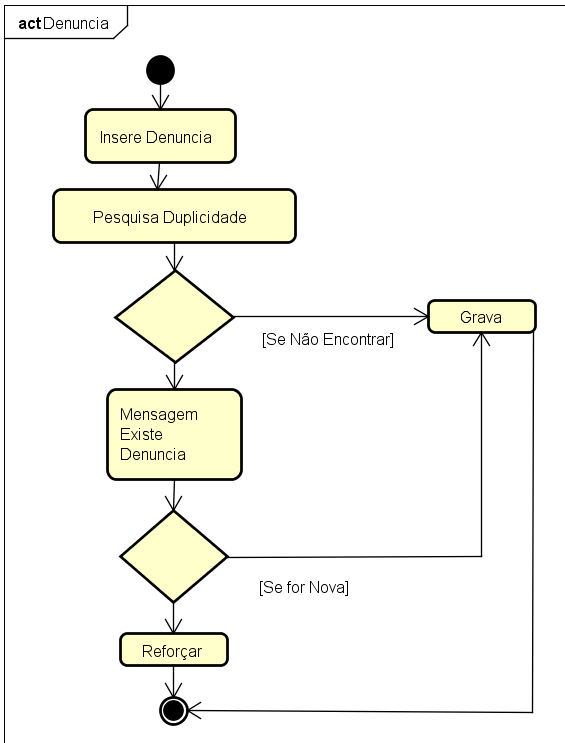 act Denuncia
Insere Denuncia
Pesquisa Duplicidade
[Se Não Encontrar]
Grava
Mensagem
Existe
Denuncia
[Se for Nova]
Reforçar